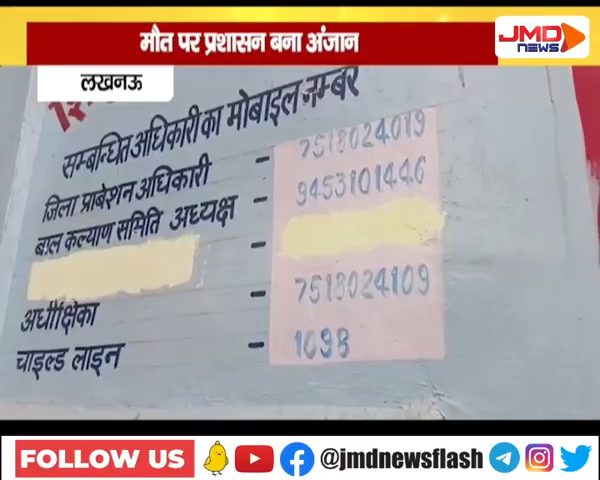 मौत पर प्रशासन बना अंजान
JMD
NEWS
लखनऊ
सम्बन्धित अधिकारी का मोबाइल नम्बर
जिला प्राबेशन अधिकारी - 7518024019
बाल कल्याण समिति अध्यक्ष - 9453101446
-
अधीक्षिका - 7518024109
चाइल्ड लाइन - 1098
FOLLOW US @jmdnewsflash